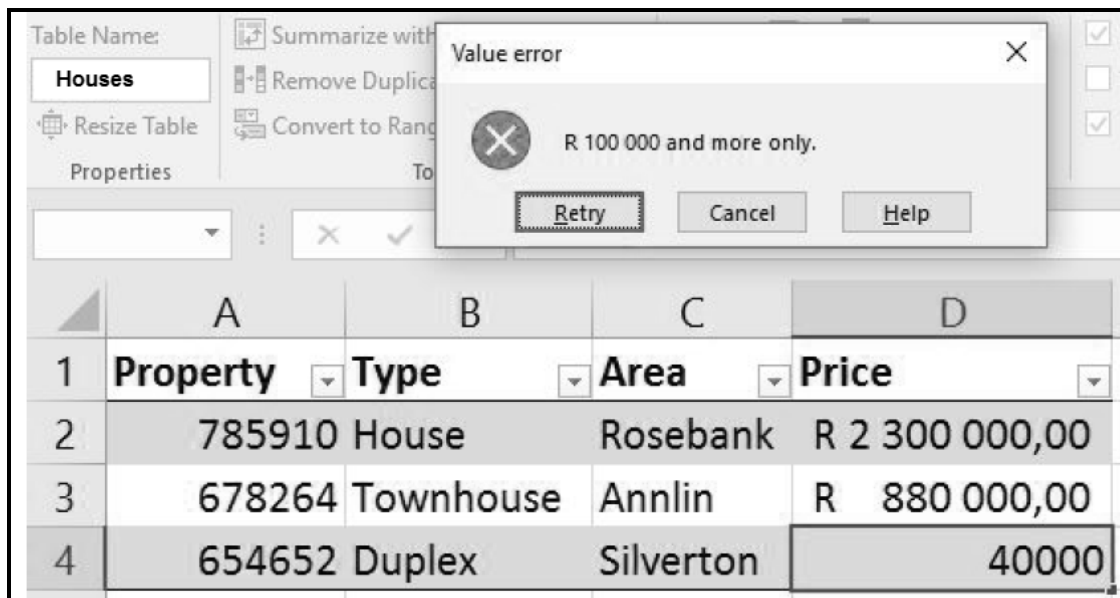 Table Name:
Houses
Resize Table
Properties
Summarize with
Remove Duplica
Convert to Rang
To
Value error
R 100 000 and more only.
Retry Cancel Help
A B C D
1 Property Type Area Price
2 785910 House Rosebank R 2 300 000,00
3 678264 Townhouse Annlin R 880 000,00
4 654652 Duplex Silverton 40000